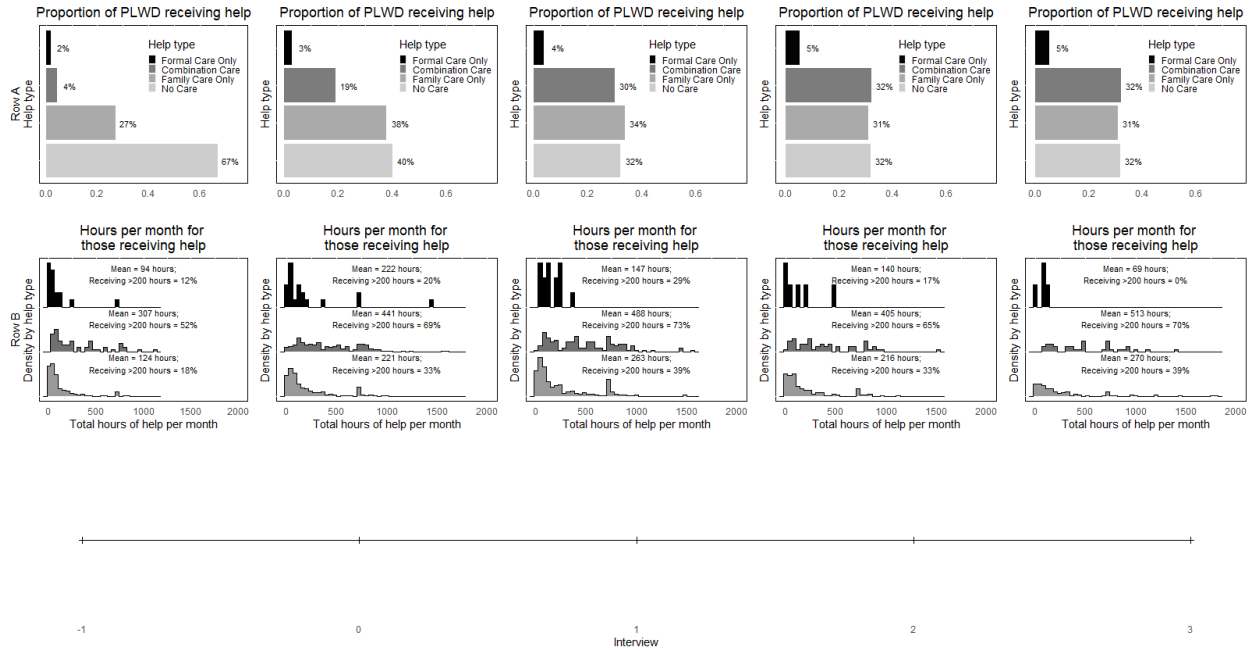 Proportion of PLWD receiving help
Help type
Formal Care Only
Combination Care
Family Care Only
No Care
2%
4%
27%
67%
Row A
Help type
0.0 0.2 0.4 0.6
Proportion of PLWD receiving help
Help type
Formal Care Only
Combination Care
Family Care Only
No Care
3%
19%
38%
40%
Help type
0.0 0.2 0.4 0.6
Proportion of PLWD receiving help
Help type
Formal Care Only
Combination Care
Family Care Only
No Care
4%
30%
34%
32%
Help type
0.0 0.2 0.4 0.6
Proportion of PLWD receiving help
Help type
Formal Care Only
Combination Care
Family Care Only
No Care
5%
32%
31%
32%
Help type
0.0 0.2 0.4 0.6
Proportion of PLWD receiving help
Help type
Formal Care Only
Combination Care
Family Care Only
No Care
5%
32%
31%
32%
Help type
0.0 0.2 0.4 0.6
Hours per month for
those receiving help
Mean = 94 hours;
Receiving >200 hours = 12%
Mean = 307 hours;
Receiving >200 hours = 52%
Mean = 124 hours;
Receiving >200 hours = 18%
Row B
Density by help type
0 500 1000 1500 2000
Total hours of help per month
Hours per month for
those receiving help
Mean = 222 hours;
Receiving >200 hours = 20%
Mean = 441 hours;
Receiving >200 hours = 69%
Mean = 221 hours;
Receiving >200 hours = 33%
Density by help type
0 500 1000 1500 2000
Total hours of help per month
Hours per month for
those receiving help
Mean = 147 hours;
Receiving >200 hours = 29%
Mean = 488 hours;
Receiving >200 hours = 73%
Mean = 263 hours;
Receiving >200 hours = 39%
Density by help type
0 500 1000 1500 2000
Total hours of help per month
Hours per month for
those receiving help
Mean = 140 hours;
Receiving >200 hours = 17%
Mean = 405 hours;
Receiving >200 hours = 65%
Mean = 216 hours;
Receiving >200 hours = 33%
Density by help type
0 500 1000 1500 2000
Total hours of help per month
Hours per month for
those receiving help
Mean = 69 hours;
Receiving >200 hours = 0%
Mean = 513 hours;
Receiving >200 hours = 70%
Mean = 270 hours;
Receiving >200 hours = 39%
Density by help type
0 500 1000 1500 2000
Total hours of help per month
-1 0 1 2 3
Interview